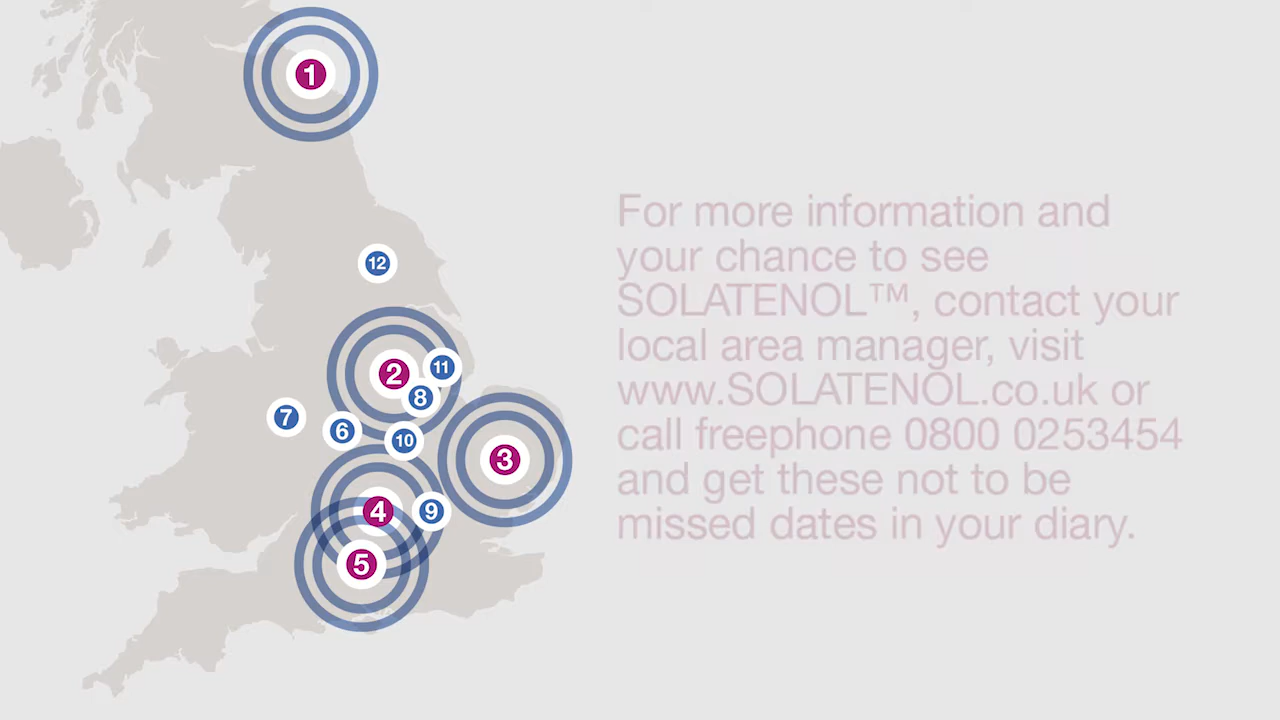 1
12
2
11
8
7
6
10
3
4
9
5
For more information and
your chance to see
SOLATENOL™, contact your
local area manager, visit
www.SOLATENOL.co.uk or
call freephone 0800 0253454
and get these not to be
missed dates in your diary.